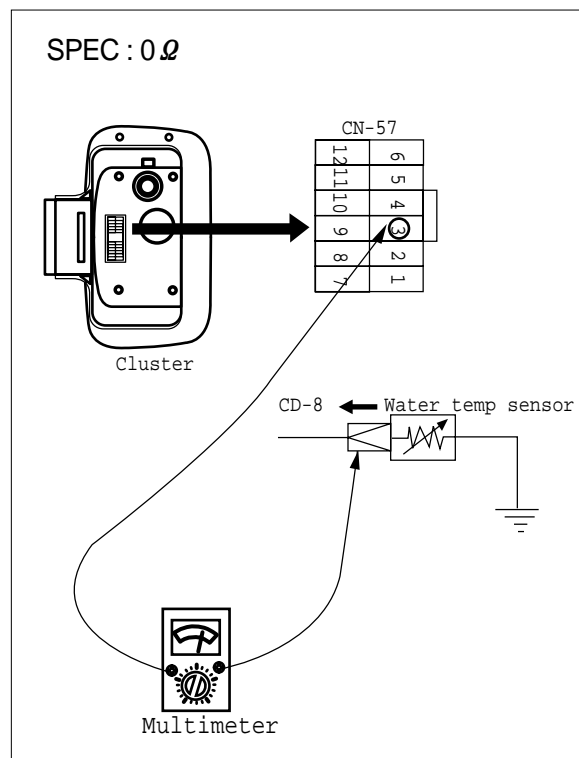 SPEC : 0 Ω
CN-57
12 6
11 5
10 4
9 3
8 2
7 1
Cluster
CD-8
Water temp sensor
Multimeter